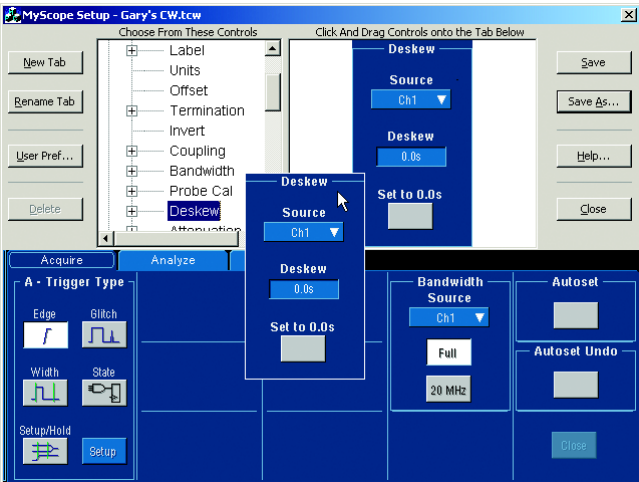 MyScope Setup - Gary's CW.tcw
Choose From These Controls
Click And Drag Controls onto the Tab Below
New Tab
Rename Tab
User Pref...
Delete
Label
Units
Offset
Termination
Invert
Coupling
Bandwidth
Probe Cal
Deskew
Attenuation
Deskew
Source
Ch1
Deskew
0.0s
Set to 0.0s
Save
Save As...
Help...
Close
Deskew
Source
Ch1
Deskew
0.0s
Set to 0.0s
Acquire
Analyze
A - Trigger Type
Edge
Glitch
Width
State
Setup/Hold
Setup
Bandwidth
Source
Ch1
Full
20 MHz
Autoset
Autoset Undo
Close